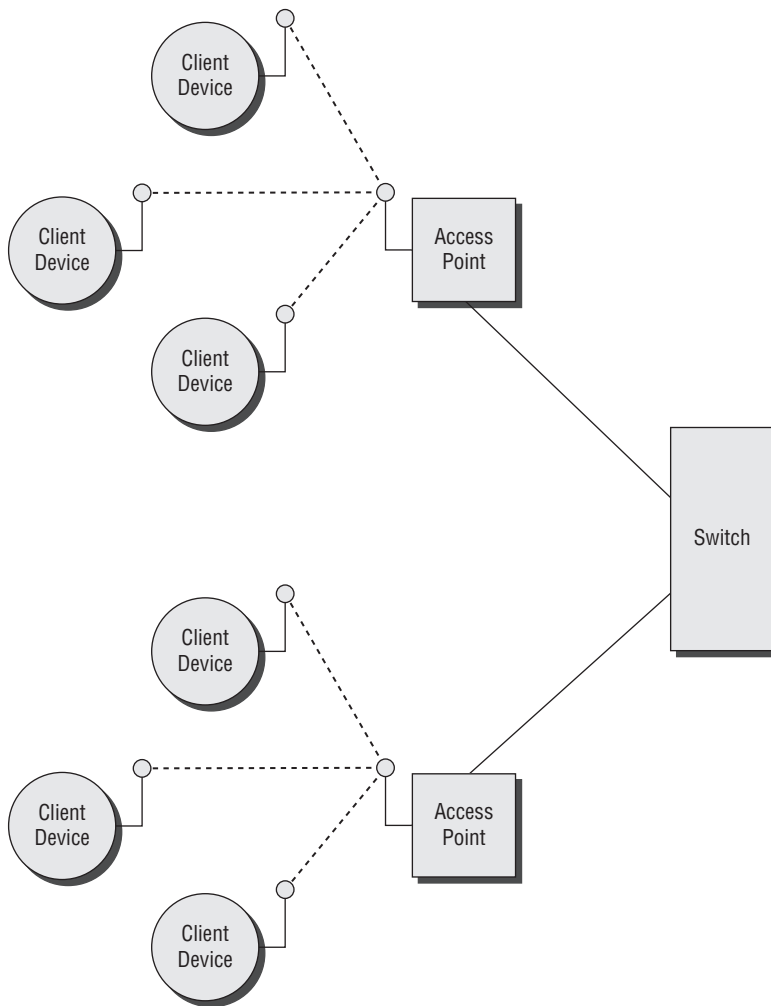 Client
Device
Client
Device
Access
Point
Client
Device
Switch
Client
Device
Client
Device
Access
Point
Client
Device